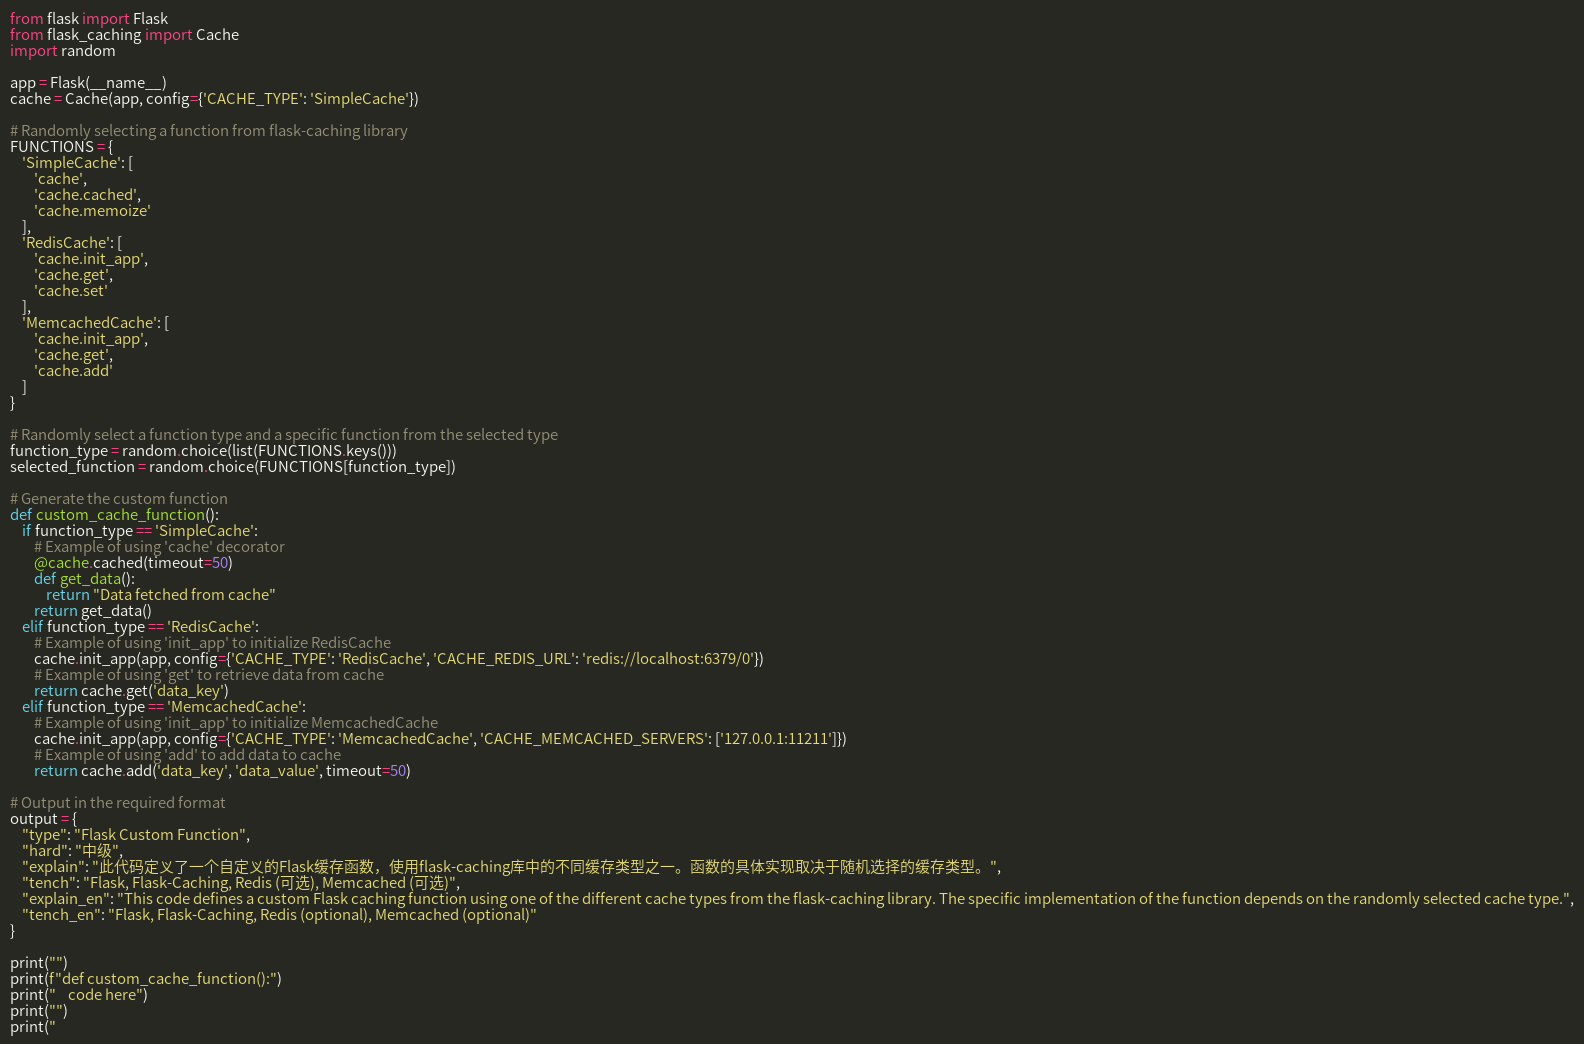 from flask import Flask
from flask_caching import Cache
import random

app = Flask(__name__)
cache = Cache(app, config={'CACHE_TYPE': 'SimpleCache'})

# Randomly selecting a function from flask-caching library
FUNCTIONS = {
    'SimpleCache': [
        'cache',
        'cache.cached',
        'cache.memoize'
    ],
    'RedisCache': [
        'cache.init_app',
        'cache.get',
        'cache.set'
    ],
    'MemcachedCache': [
        'cache.init_app',
        'cache.get',
        'cache.add'
    ]
}

# Randomly select a function type and a specific function from the selected type
function_type = random.choice(list(FUNCTIONS.keys()))
selected_function = random.choice(FUNCTIONS[function_type])

# Generate the custom function
def custom_cache_function():
    if function_type == 'SimpleCache':
        # Example of using 'cache' decorator
        @cache.cached(timeout=50)
        def get_data():
            return "Data fetched from cache"
        return get_data()
    elif function_type == 'RedisCache':
        # Example of using 'init_app' to initialize RedisCache
        cache.init_app(app, config={'CACHE_TYPE': 'RedisCache', 'CACHE_REDIS_URL': 'redis://localhost:6379/0'})
        # Example of using 'get' to retrieve data from cache
        return cache.get('data_key')
    elif function_type == 'MemcachedCache':
        # Example of using 'init_app' to initialize MemcachedCache
        cache.init_app(app, config={'CACHE_TYPE': 'MemcachedCache', 'CACHE_MEMCACHED_SERVERS': ['127.0.0.1:11211']})
        # Example of using 'add' to add data to cache
        return cache.add('data_key', 'data_value', timeout=50)

# Output in the required format
output = {
    "type": "Flask Custom Function",
    "hard": "中级",
    "explain": "此代码定义了一个自定义的Flask缓存函数，使用flask-caching库中的不同缓存类型之一。函数的具体实现取决于随机选择的缓存类型。",
    "tench": "Flask, Flask-Caching, Redis (可选), Memcached (可选)",
    "explain_en": "This code defines a custom Flask caching function using one of the different cache types from the flask-caching library. The specific implementation of the function depends on the randomly selected cache type.",
    "tench_en": "Flask, Flask-Caching, Redis (optional), Memcached (optional)"
}

print("")
print(f"def custom_cache_function():")
print("    code here")
print("")
print("